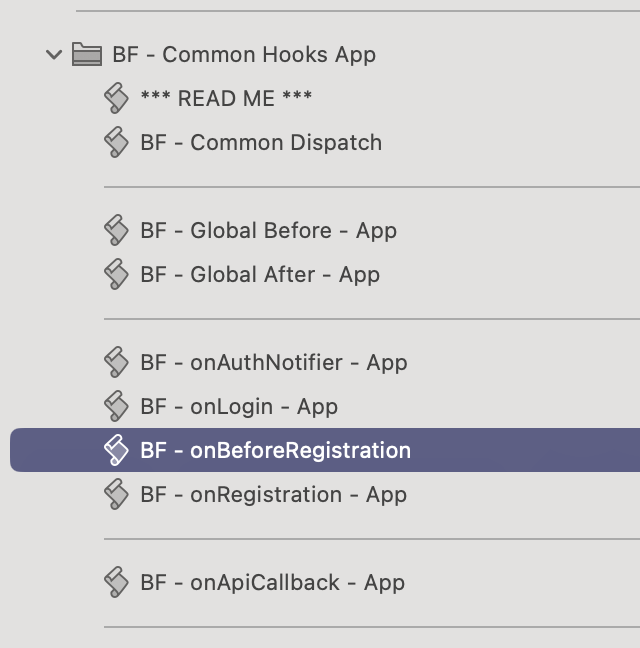 BF - Common Hooks App
*** READ ME ***
BF - Common Dispatch
BF - Global Before - App
BF - Global After - App
BF - onAuthNotifier - App
BF - onLogin - App
BF - onBeforeRegistration
BF - onRegistration - App
BF - onApiCallback - App